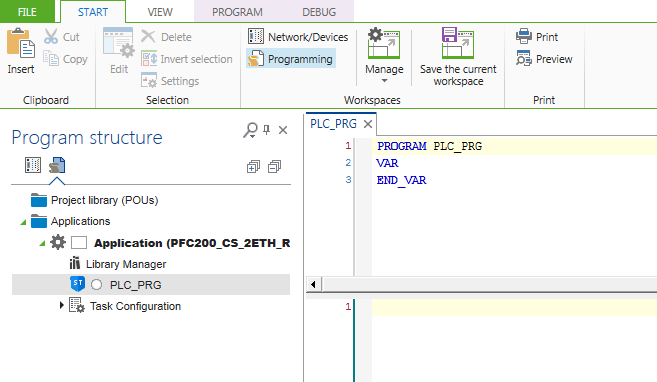 FILE START VIEW PROGRAM DEBUG
Insert
Cut
Copy
Clipboard
Edit
Delete
Invert selection
Settings
Selection
Network/Devices
Programming
Manage
Save the current
workspace
Workspaces
Print
Preview
Print
Program structure
Project library (POUs)
Applications
Application (PFC200_CS_2ETH_R
Library Manager
ST PLC_PRG
Task Configuration
PLC_PRG
1 PROGRAM PLC_PRG
2 VAR
3 END_VAR
1